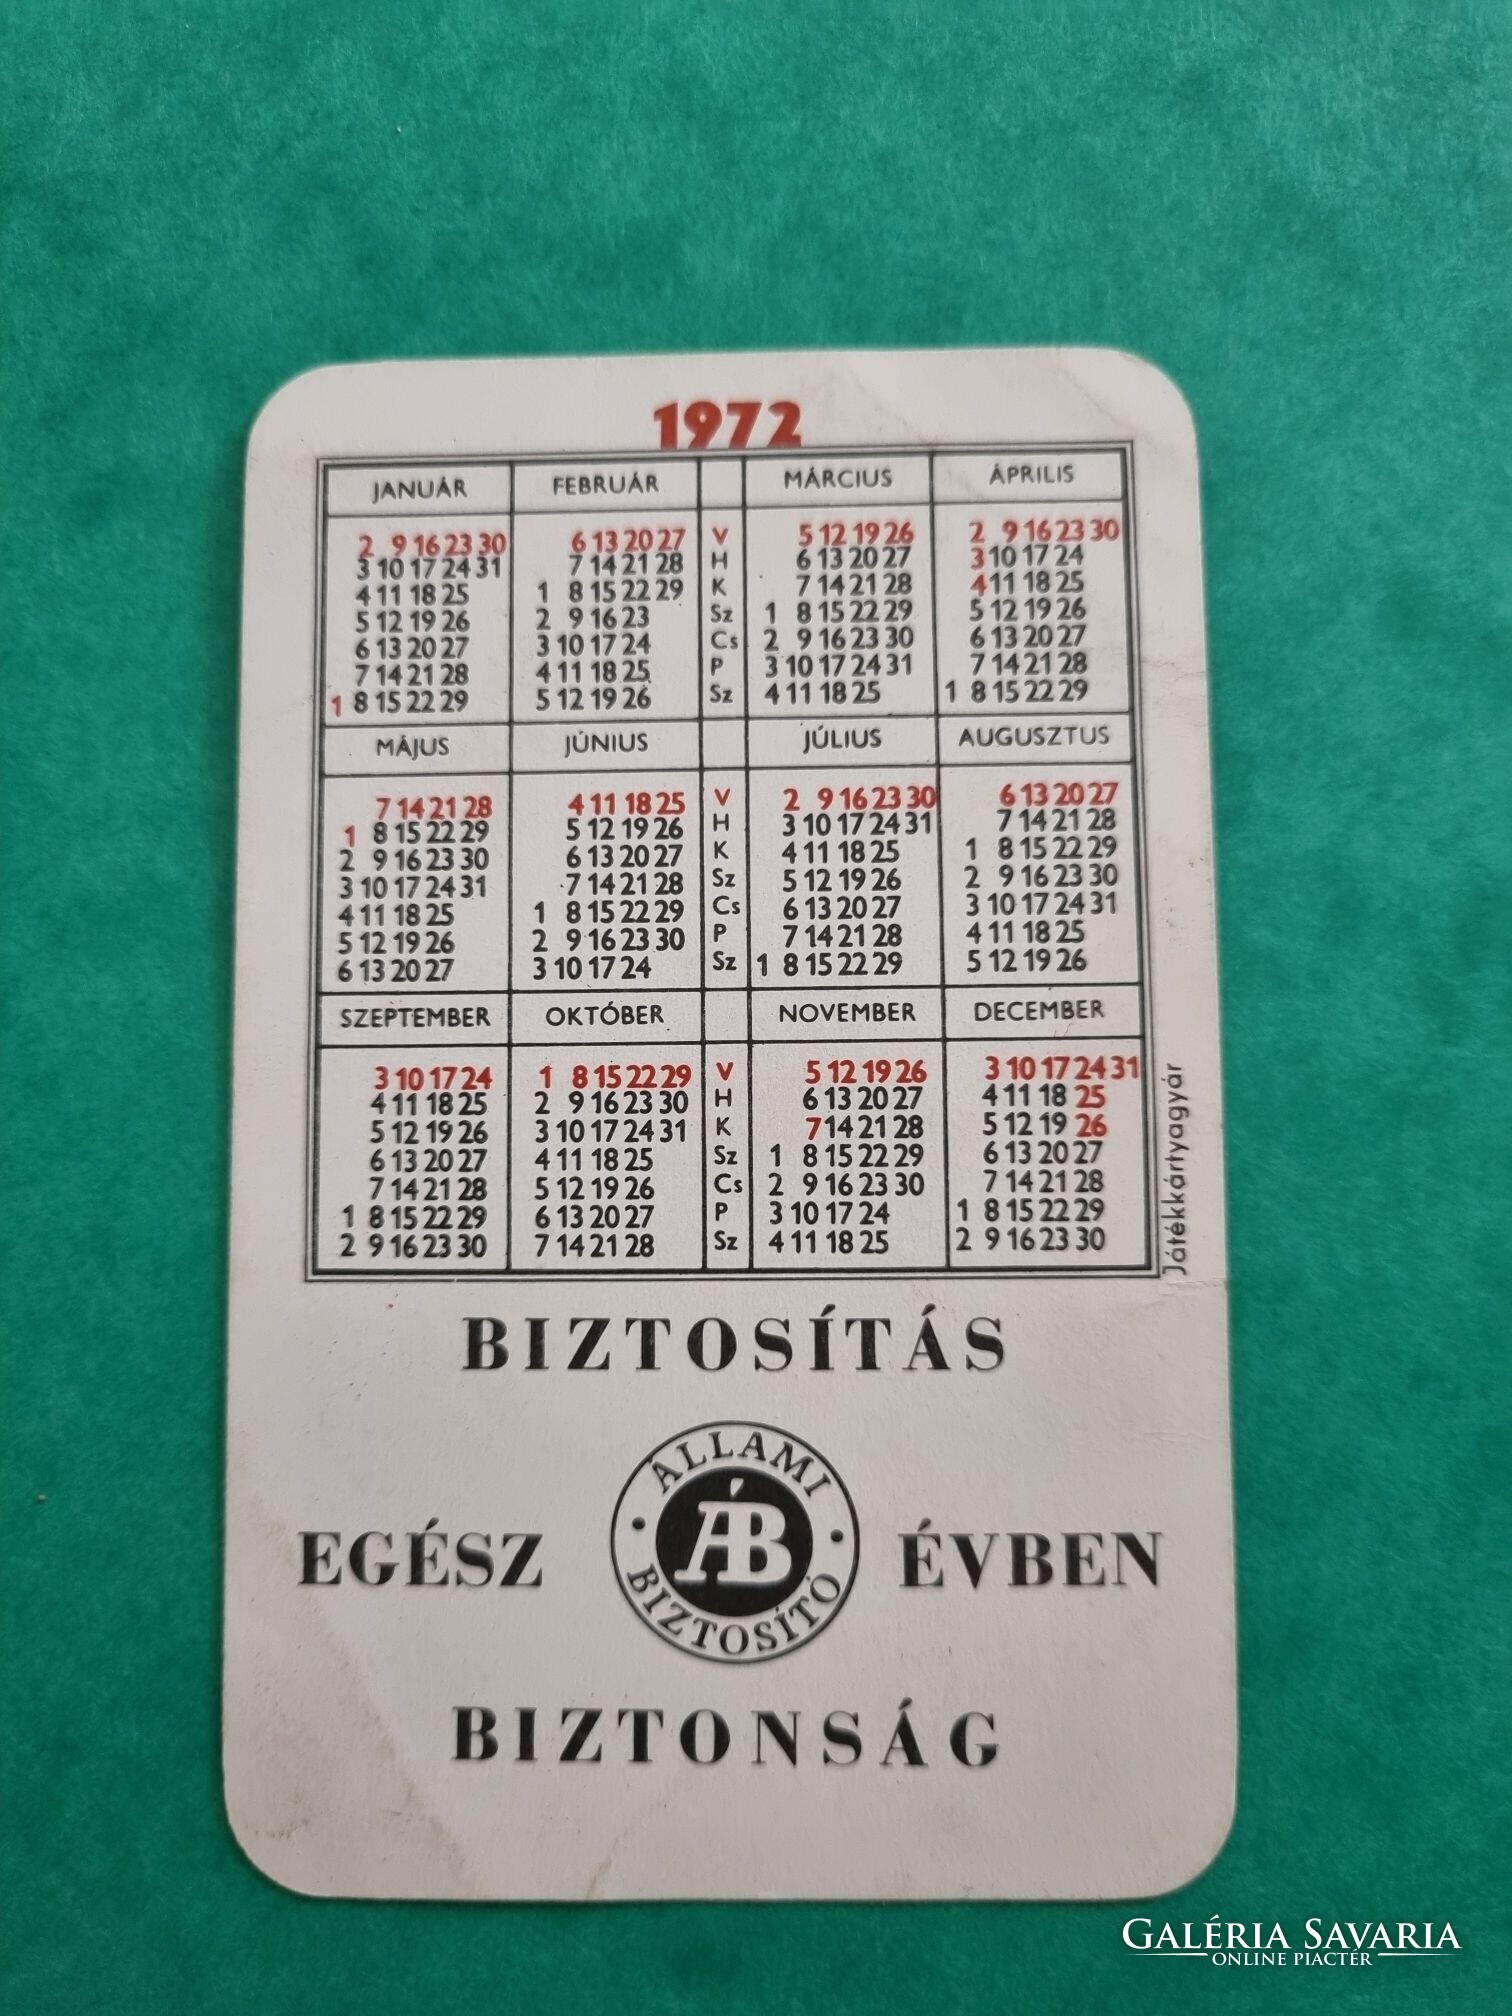 1972
JANUÁR FEBRUÁR MÁRCIUS ÁPRILIS
2 9 16 23 30 6 13 20 27 V 5 12 19 26 2 9 16 23 30
3 10 17 24 31 7 14 21 28 H 6 13 20 27 3 10 17 24
4 11 18 25 1 8 15 22 29 K 7 14 21 28 4 11 18 25
5 12 19 26 2 9 16 23 Sz 1 8 15 22 29 5 12 19 26
6 13 20 27 3 10 17 24 Cs 2 9 16 23 30 6 13 20 27
7 14 21 28 4 11 18 25 P 3 10 17 24 31 7 14 21 28
1 8 15 22 29 5 12 19 26 Sz 4 11 18 25 1 8 15 22 29
MÁJUS JÚNIUS JÚLIUS AUGUSZTUS
7 14 21 28 4 11 18 25 V 2 9 16 23 30 6 13 20 27
1 8 15 22 29 5 12 19 26 H 3 10 17 24 31 7 14 21 28
2 9 16 23 30 6 13 20 27 K 4 11 18 25 1 8 15 22 29
3 10 17 24 31 7 14 21 28 Sz 5 12 19 26 2 9 16 23 30
4 11 18 25 1 8 15 22 29 Cs 6 13 20 27 3 10 17 24 31
5 12 19 26 2 9 16 23 30 P 7 14 21 28 4 11 18 25
6 13 20 27 3 10 17 24 Sz 1 8 15 22 29 5 12 19 26
SZEPTEMBER OKTÓBER NOVEMBER DECEMBER
3 10 17 24 1 8 15 22 29 V 5 12 19 26 3 10 17 24 31
4 11 18 25 2 9 16 23 30 H 6 13 20 27 4 11 18 25
5 12 19 26 3 10 17 24 31 K 7 14 21 28 5 12 19 26
6 13 20 27 4 11 18 25 Sz 1 8 15 22 29 6 13 20 27
7 14 21 28 5 12 19 26 Cs 2 9 16 23 30 7 14 21 28
1 8 15 22 29 6 13 20 27 P 3 10 17 24 1 8 15 22 29
2 9 16 23 30 7 14 21 28 Sz 4 11 18 25 2 9 16 23 30
Játékkártyagyár
BIZTOSÍTÁS
EGÉSZ ÉVBEN
ÁLLAMI
ÁB
BIZTOSÍTÓ
BIZTONSÁG
GALÉRIA SAVARIA
ONLINE PIACTÉR